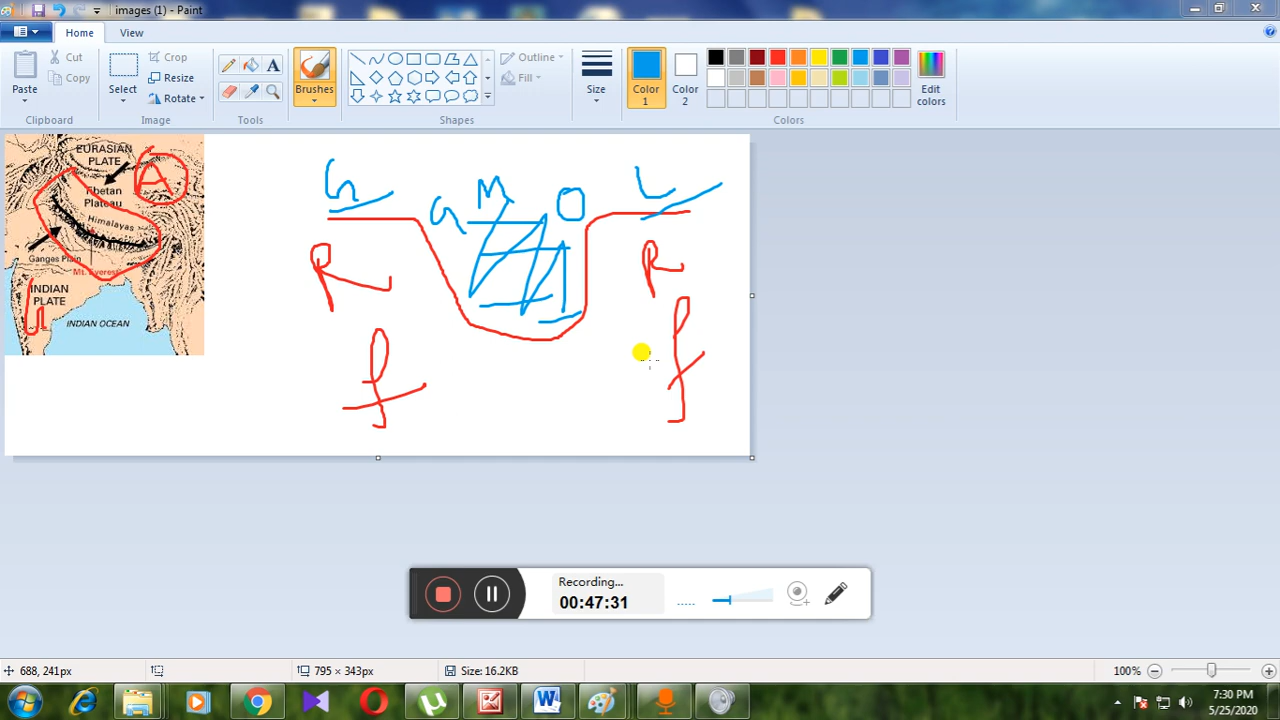 images (1) - Paint
Home View
Paste
Cut
Copy
Clipboard
Select
Crop
Resize
Rotate
Image
A
Tools
Brushes
Outline
Fill
Shapes
Size
Color
1
Color
2
Edit
colors
Colors
EURASIAN
PLATE
A
Tibetan
Plateau
Himalayas
Ganges Plain
Mt. Everest
INDIAN
PLATE
INDIAN OCEAN
G L
G M O
R R
f f
Recording...
00:47:31
688, 241px
795 × 343px
Size: 16.2KB
100%
7:30 PM
5/25/2020